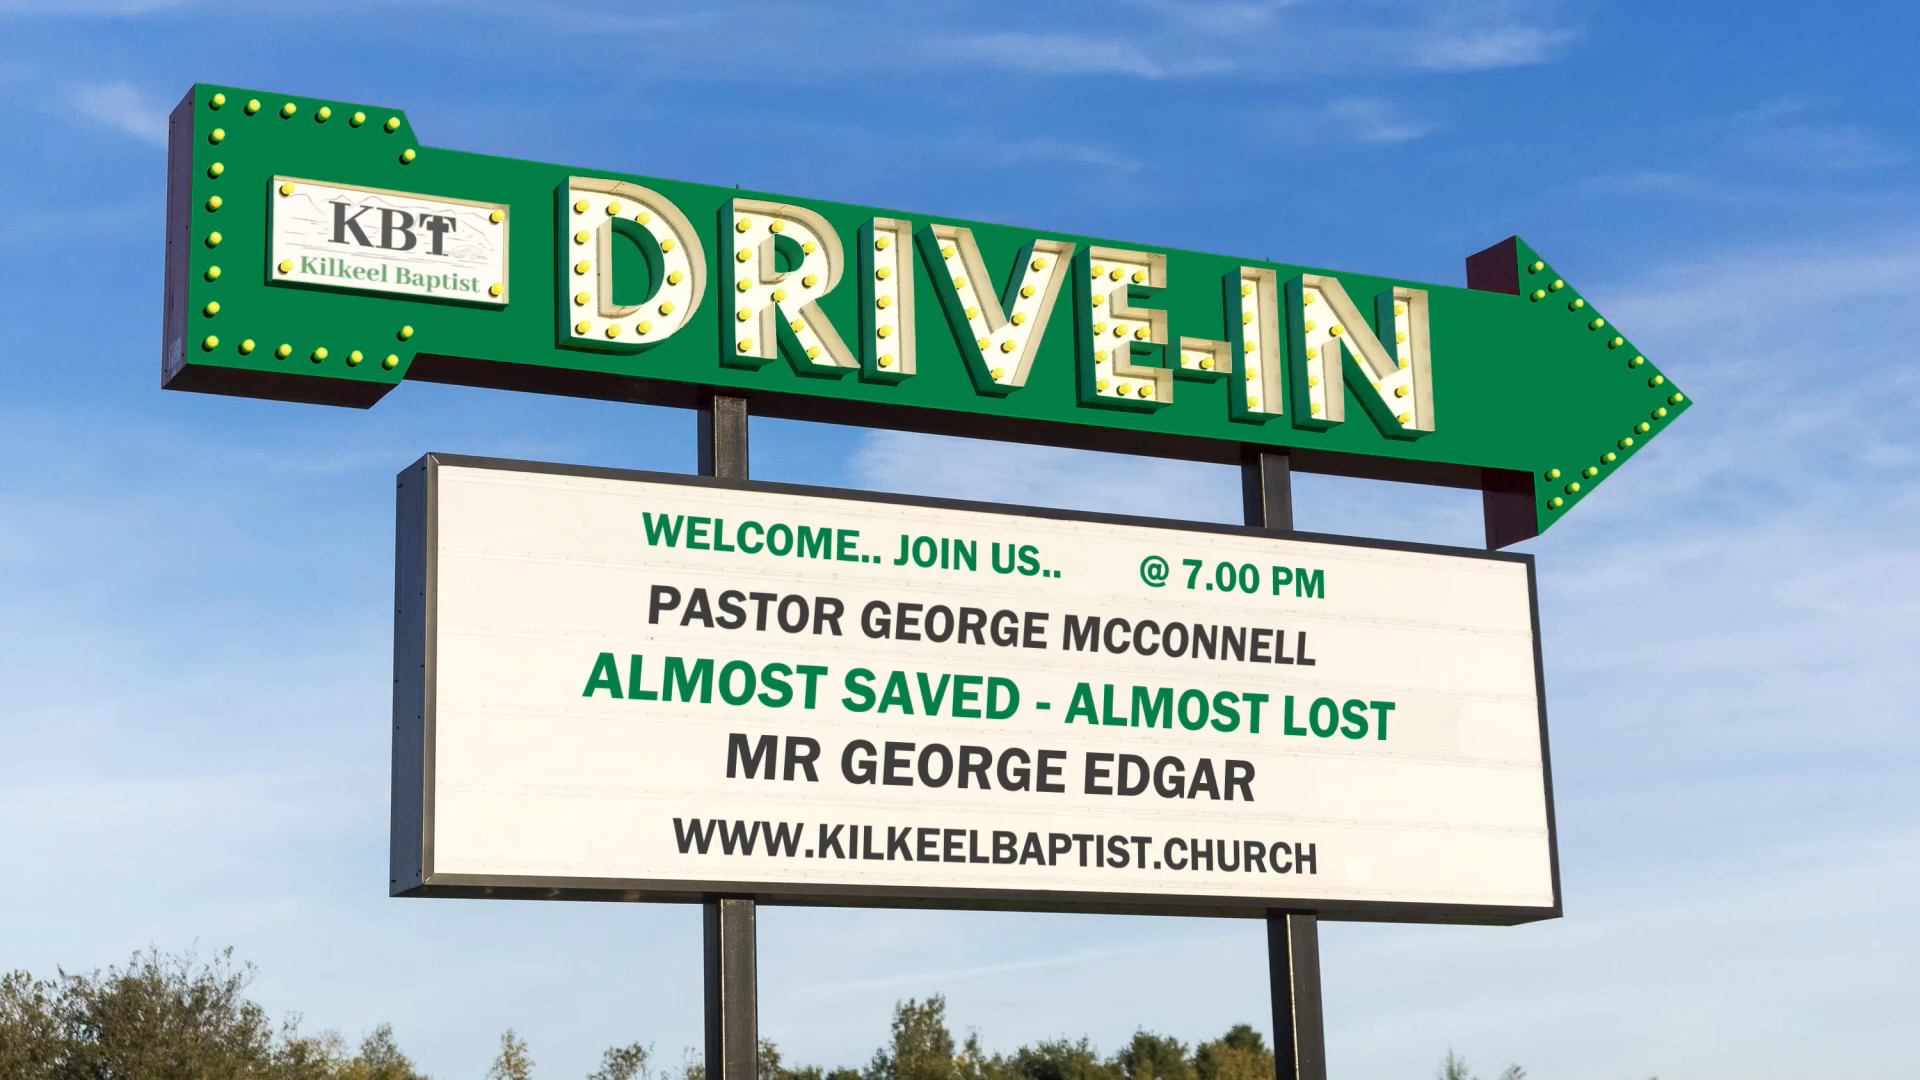 KBT
Kilkeel Baptist
DRIVE-IN
WELCOME.. JOIN US.. @ 7.00 PM
PASTOR GEORGE MCCONNELL
ALMOST SAVED - ALMOST LOST
MR GEORGE EDGAR
WWW.KILKEELBAPTIST.CHURCH